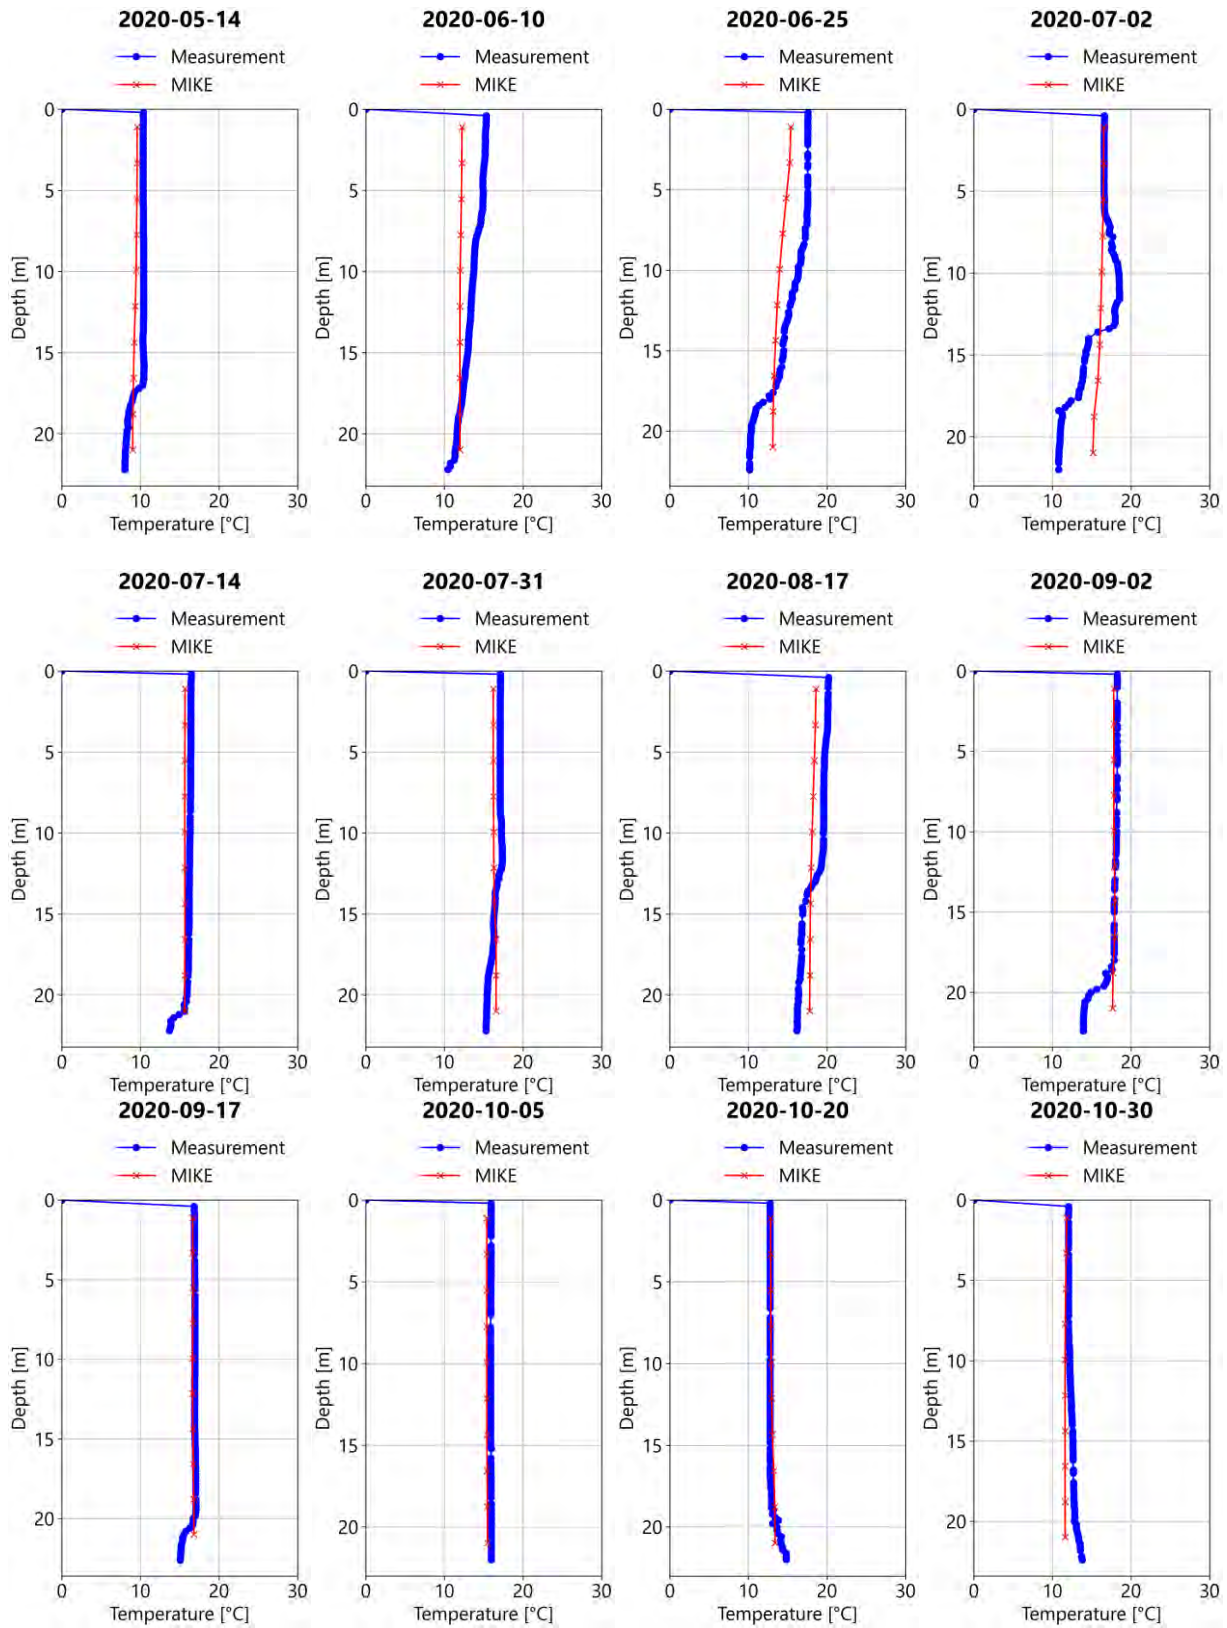 2020-05-14
Measurement
MIKE
0
5
10
15
20
Depth [m]
0 10 20 30
Temperature [°C]
2020-06-10
Measurement
MIKE
0
5
10
15
20
Depth [m]
0 10 20 30
Temperature [°C]
2020-06-25
Measurement
MIKE
0
5
10
15
20
Depth [m]
0 10 20 30
Temperature [°C]
2020-07-02
Measurement
MIKE
0
5
10
15
20
Depth [m]
0 10 20 30
Temperature [°C]
2020-07-14
Measurement
MIKE
0
5
10
15
20
Depth [m]
0 10 20 30
Temperature [°C]
2020-07-31
Measurement
MIKE
0
5
10
15
20
Depth [m]
0 10 20 30
Temperature [°C]
2020-08-17
Measurement
MIKE
0
5
10
15
20
Depth [m]
0 10 20 30
Temperature [°C]
2020-09-02
Measurement
MIKE
0
5
10
15
20
Depth [m]
0 10 20 30
Temperature [°C]
2020-09-17
Measurement
MIKE
0
5
10
15
20
Depth [m]
0 10 20 30
Temperature [°C]
2020-10-05
Measurement
MIKE
0
5
10
15
20
Depth [m]
0 10 20 30
Temperature [°C]
2020-10-20
Measurement
MIKE
0
5
10
15
20
Depth [m]
0 10 20 30
Temperature [°C]
2020-10-30
Measurement
MIKE
0
5
10
15
20
Depth [m]
0 10 20 30
Temperature [°C]